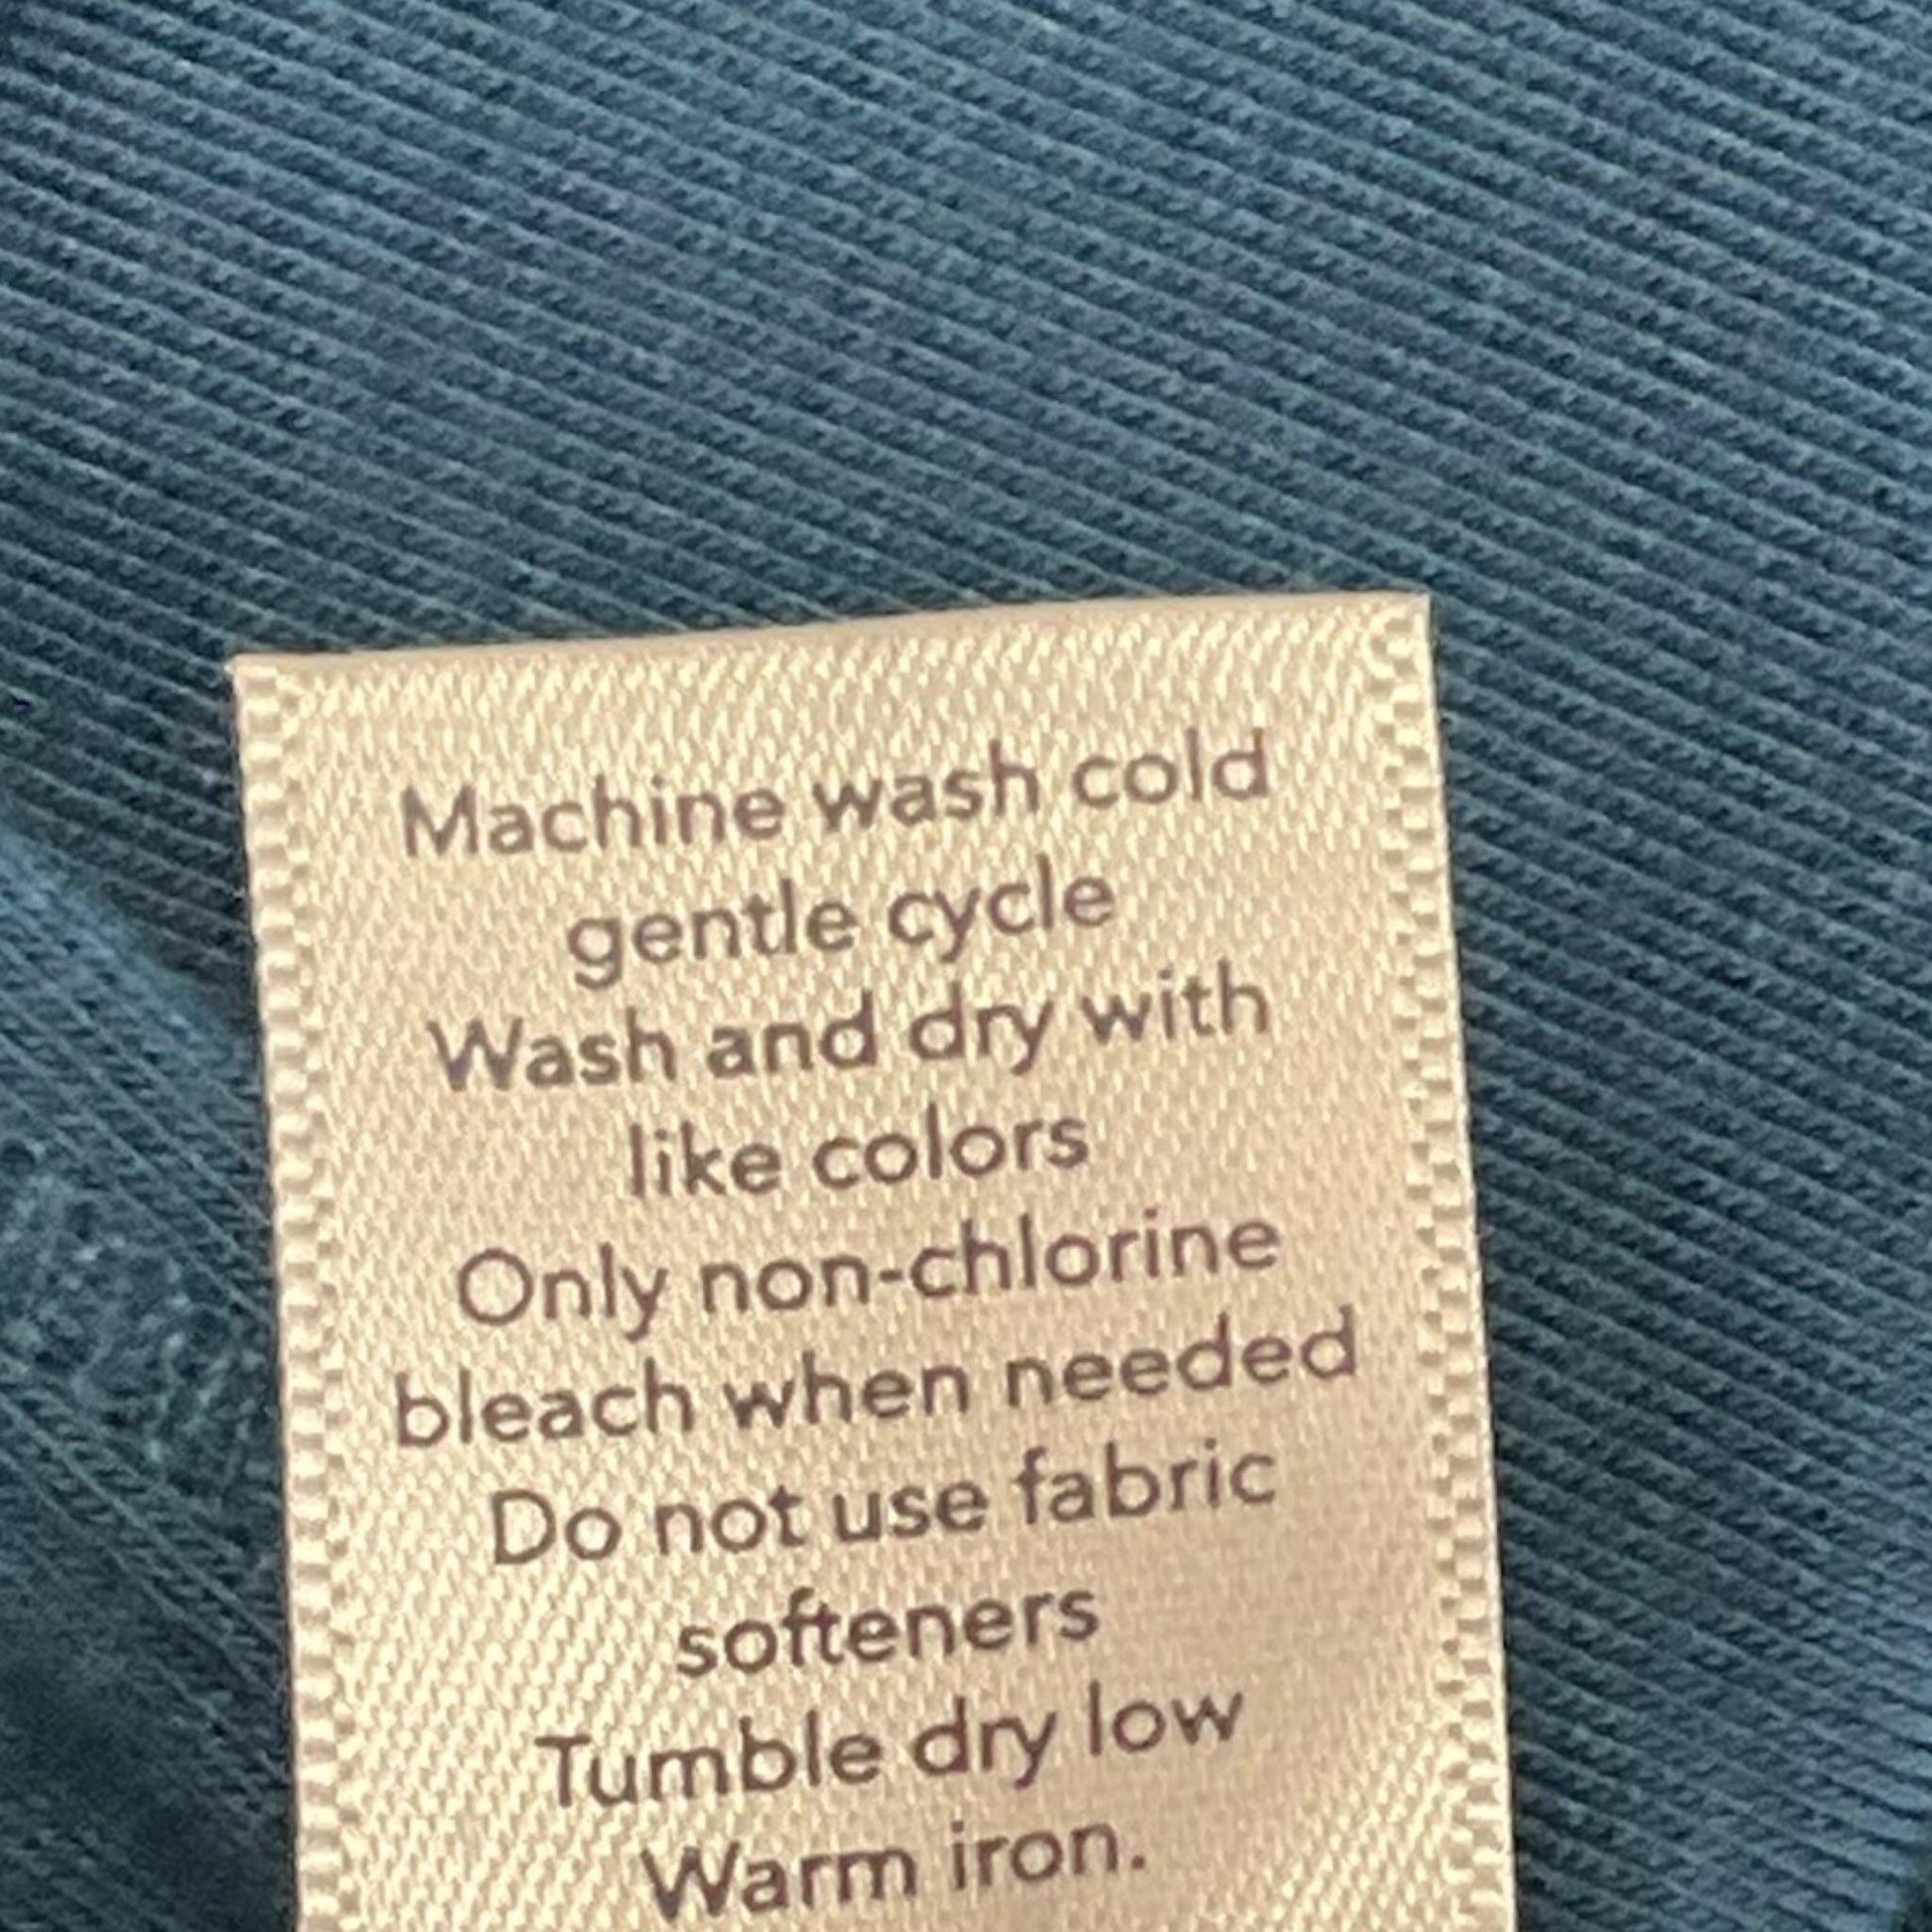 Machine wash cold
gentle cycle
Wash and dry with
like colors
Only non-chlorine
bleach when needed
Do not use fabric
softeners
Tumble dry low
Warm iron.